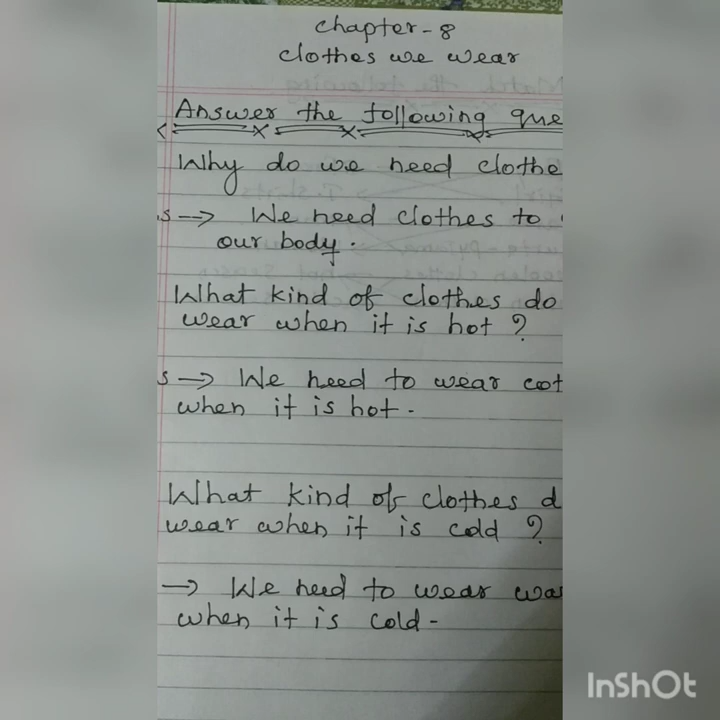 Chapter-8
Clothes we wear
Answer the following que
Why do we need clothe
s → We need clothes to
our body.
What kind of clothes do
wear when it is hot ?
s → We need to wear cot
when it is hot.
What kind of clothes d
wear when it is cold ?
→ We need to wear wa
when it is cold-
InShOt